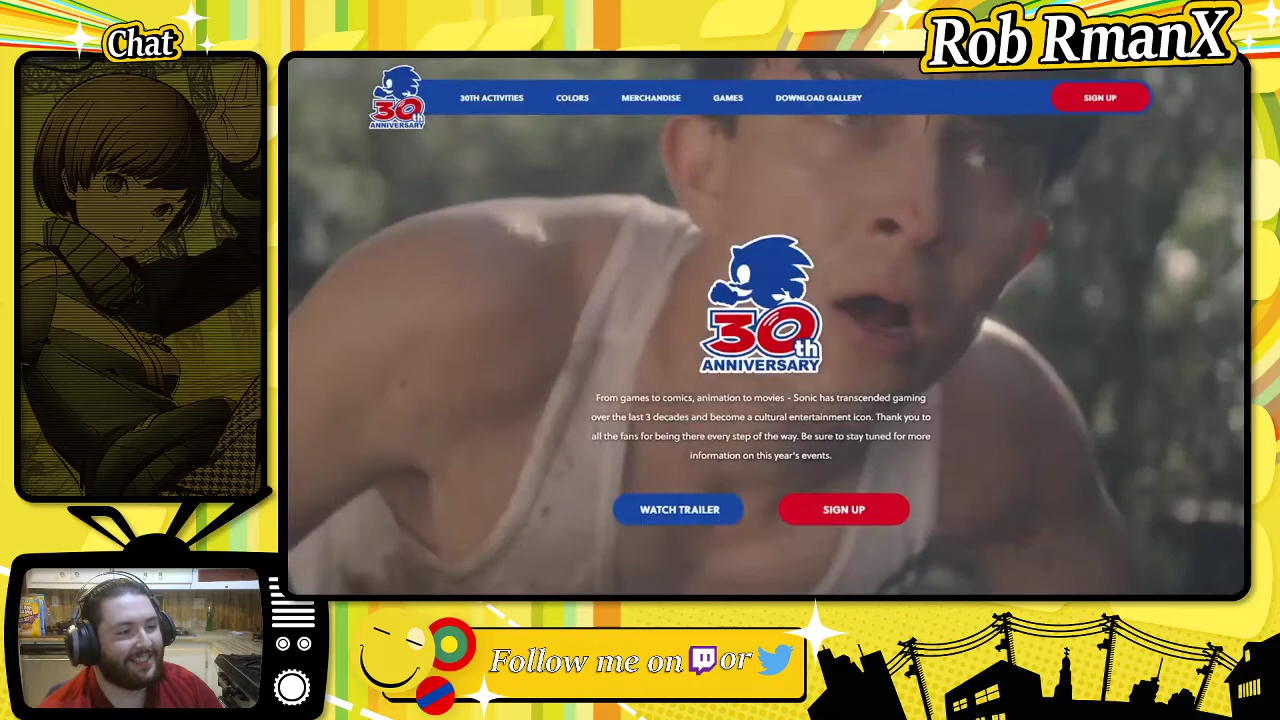 Chat
Rob RmanX
30th
ANNIVERSARY
30TH ACTIVITIES
COLORS
MERCHANDISE
GAMES
DOWNLOAD GALLERY
SIGN UP
30th
ANNIVERSARY
From games to comics, animation to movies - Sonic has transcended gaming
over the last 3 decades and become a cultural entertainment icon. Thank you to
all the fans for being there every step of the way. Be sure to stay tuned for more
information on this year's events.
WATCH TRAILER
SIGN UP
Follow me on or